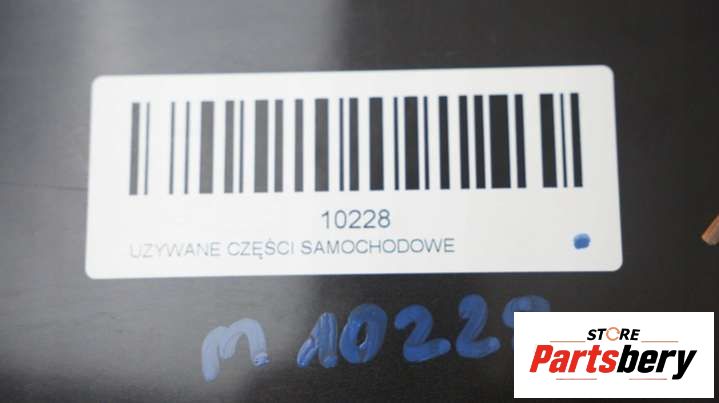 10228
UZYWANE CZĘŚCI SAMOCHODOWE
M 10228
STORE
Partsbery